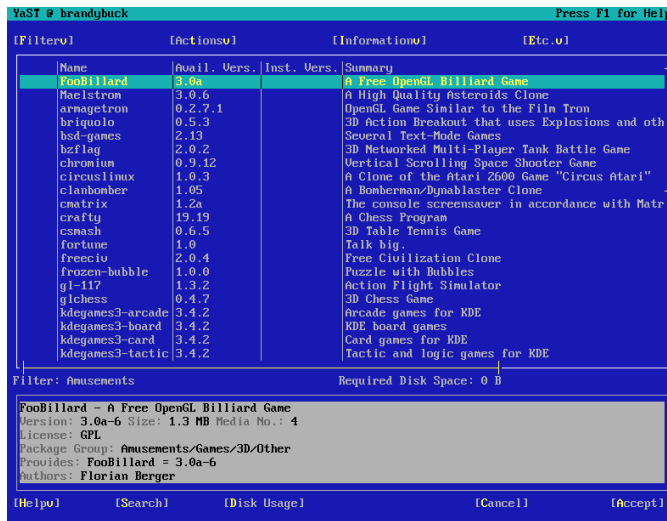 YaST @ brandybuck Press F1 for Help
[Filter↓] [Actions↓] [Information↓] [Etc.↓]
Name |Avail. Vers.|Inst. Vers.|Summary
FooBillard |3.0a | |A Free OpenGL Billiard Game
Maelstrom |3.0.6 | |A High Quality Asteroids Clone
armagetron |0.2.7.1 | |OpenGL Game Similar to the Film Tron
briquolo |0.5.3 | |3D Action Breakout that uses Explosions and oth
bsd-games |2.13 | |Several Text-Mode Games
bzflag |2.0.2 | |3D Networked Multi-Player Tank Battle Game
chromium |0.9.12 | |Vertical Scrolling Space Shooter Game
circuslinux |1.0.3 | |A Clone of the Atari 2600 Game "Circus Atari"
clanbomber |1.05 | |A Bomberman/Dynablaster Clone
cmatrix |1.2a | |The console screensaver in accordance with Matr
crafty |19.19 | |A Chess Program
csmash |0.6.5 | |3D Table Tennis Game
fortune |1.0 | |Talk big.
freeciv |2.0.4 | |Free Civilization Clone
frozen-bubble |1.0.0 | |Puzzle with Bubbles
gl-117 |1.3.2 | |Action Flight Simulator
glchess |0.4.7 | |3D Chess Game
kdegames3-arcade|3.4.2 | |Arcade games for KDE
kdegames3-board |3.4.2 | |KDE board games
kdegames3-card |3.4.2 | |Card games for KDE
kdegames3-tactic|3.4.2 | |Tactic and logic games for KDE
Filter: Amusements Required Disk Space: 0 B
FooBillard - A Free OpenGL Billiard Game
Version: 3.0a-6 Size: 1.3 MB Media No.: 4
License: GPL
Package Group: Amusements/Games/3D/Other
Provides: FooBillard = 3.0a-6
Authors: Florian Berger
[Help↓] [Search] [Disk Usage] [Cancel] [Accept]